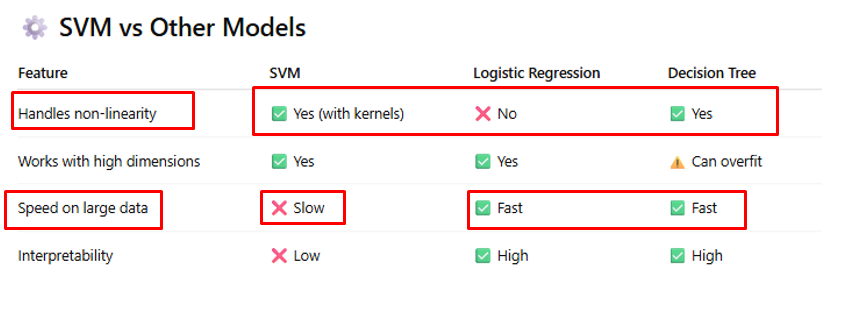 SVM vs Other Models
Feature SVM Logistic Regression Decision Tree
Handles non-linearity Yes (with kernels) No Yes
Works with high dimensions Yes Yes Can overfit
Speed on large data Slow Fast Fast
Interpretability Low High High